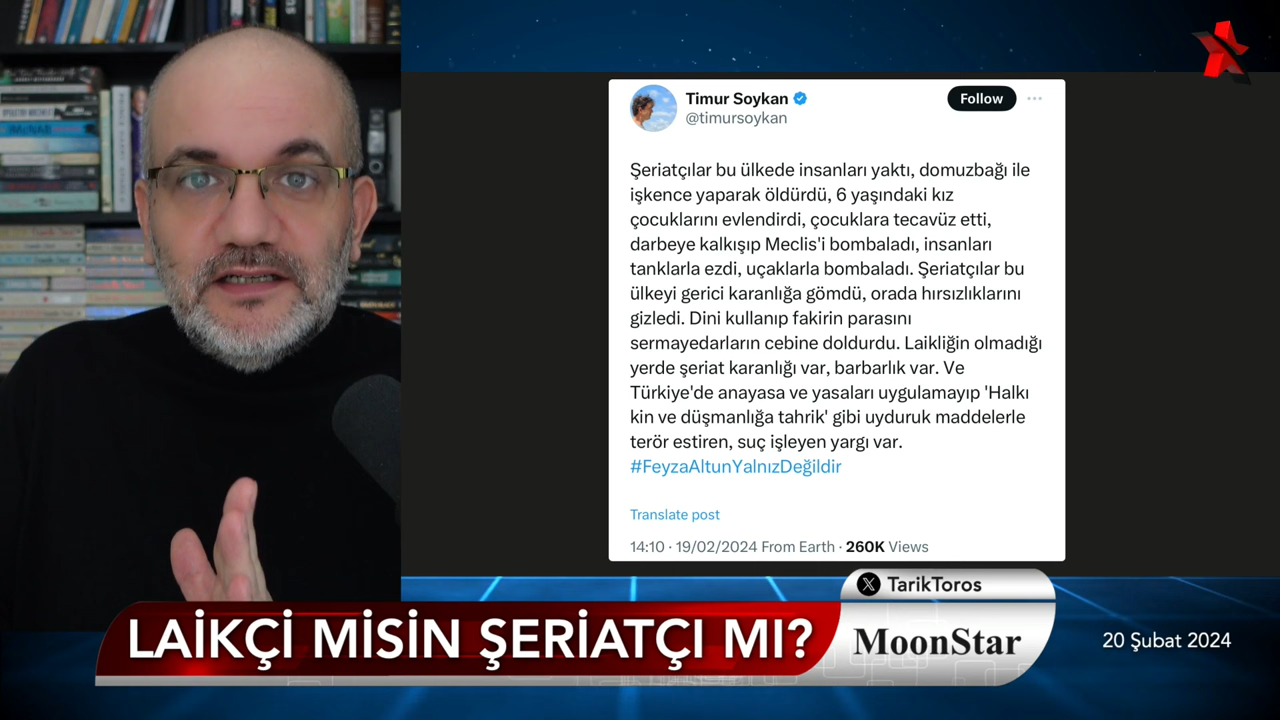 Timur Soykan
@timursoykan
Follow
Şeriatçılar bu ülkede insanları yaktı, domuzbağı ile
işkence yaparak öldürdü, 6 yaşındaki kız
çocuklarını evlendirdi, çocuklara tecavüz etti,
darbeye kalkışıp Meclis'i bombaladı, insanları
tanklarla ezdi, uçaklarla bombaladı. Şeriatçılar bu
ülkeyi gerici karanlığa gömdü, orada hırsızlıklarını
gizledi. Dini kullanıp fakirin parasını
sermayedarların cebine doldurdu. Laikliğin olmadığı
yerde şeriat karanlığı var, barbarlık var. Ve
Türkiye'de anayasa ve yasaları uygulamayıp 'Halkı
kin ve düşmanlığa tahrik' gibi uyduruk maddelerle
terör estiren, suç işleyen yargı var.
#FeyzaAltunYalnızDeğildir
Translate post
14:10 · 19/02/2024 From Earth · 260K Views
TarikToros
LAİKÇİ MİSİN ŞERİATÇI MI?
MoonStar
20 Şubat 2024